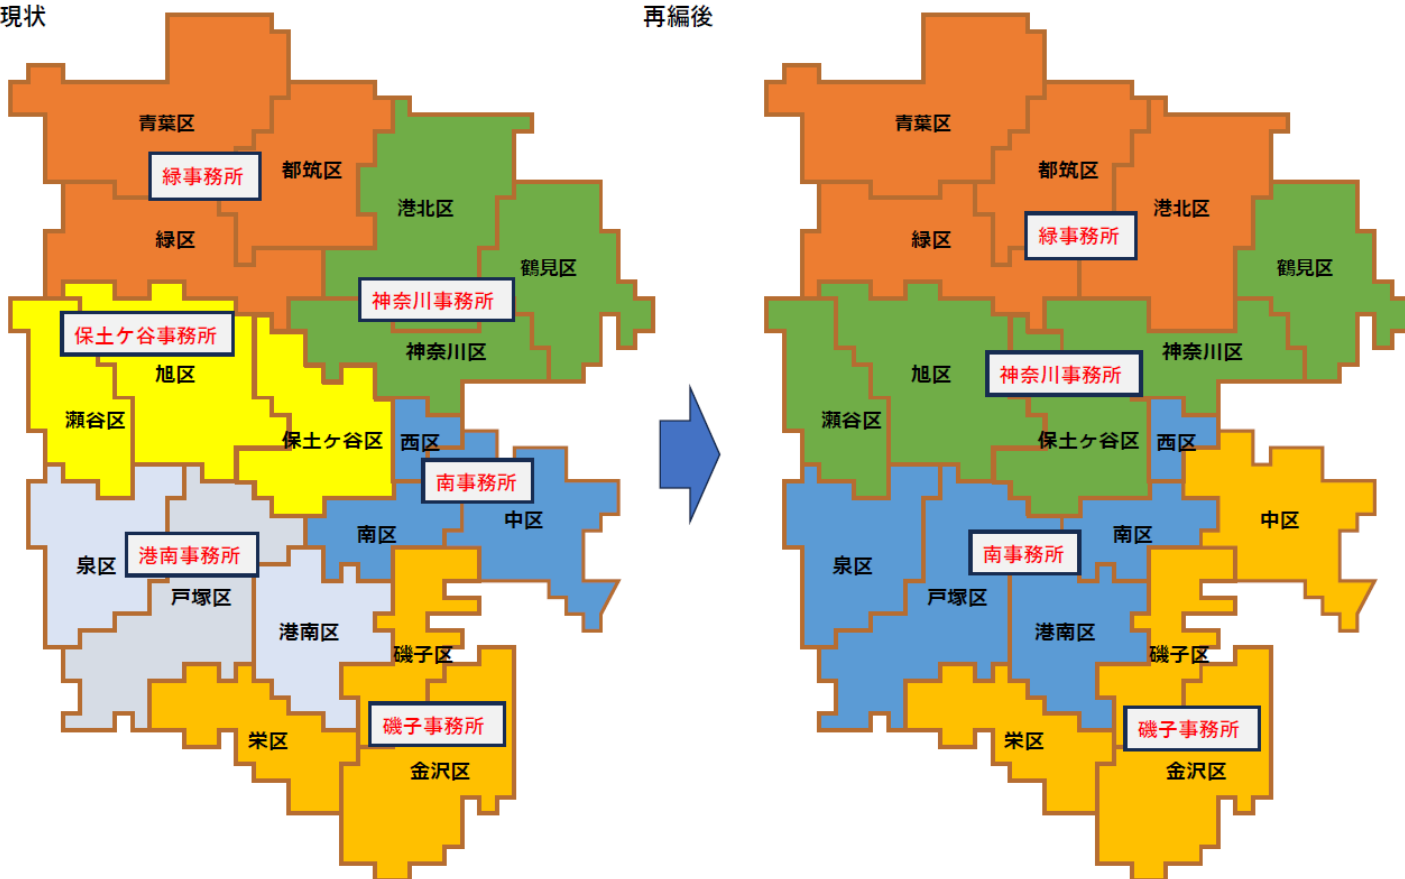 現状
青葉区
緑事務所
都筑区
港北区
緑区
鶴見区
神奈川事務所
保土ケ谷事務所
神奈川区
旭区
瀬谷区
保土ヶ谷区
西区
南事務所
中区
南区
港南事務所
泉区
戸塚区
港南区
磯子区
磯子事務所
栄区
金沢区
再編後
青葉区
都筑区
港北区
緑事務所
緑区
鶴見区
神奈川区
旭区
神奈川事務所
瀬谷区
保土ヶ谷区
西区
中区
南区
南事務所
泉区
戸塚区
港南区
磯子区
磯子事務所
栄区
金沢区